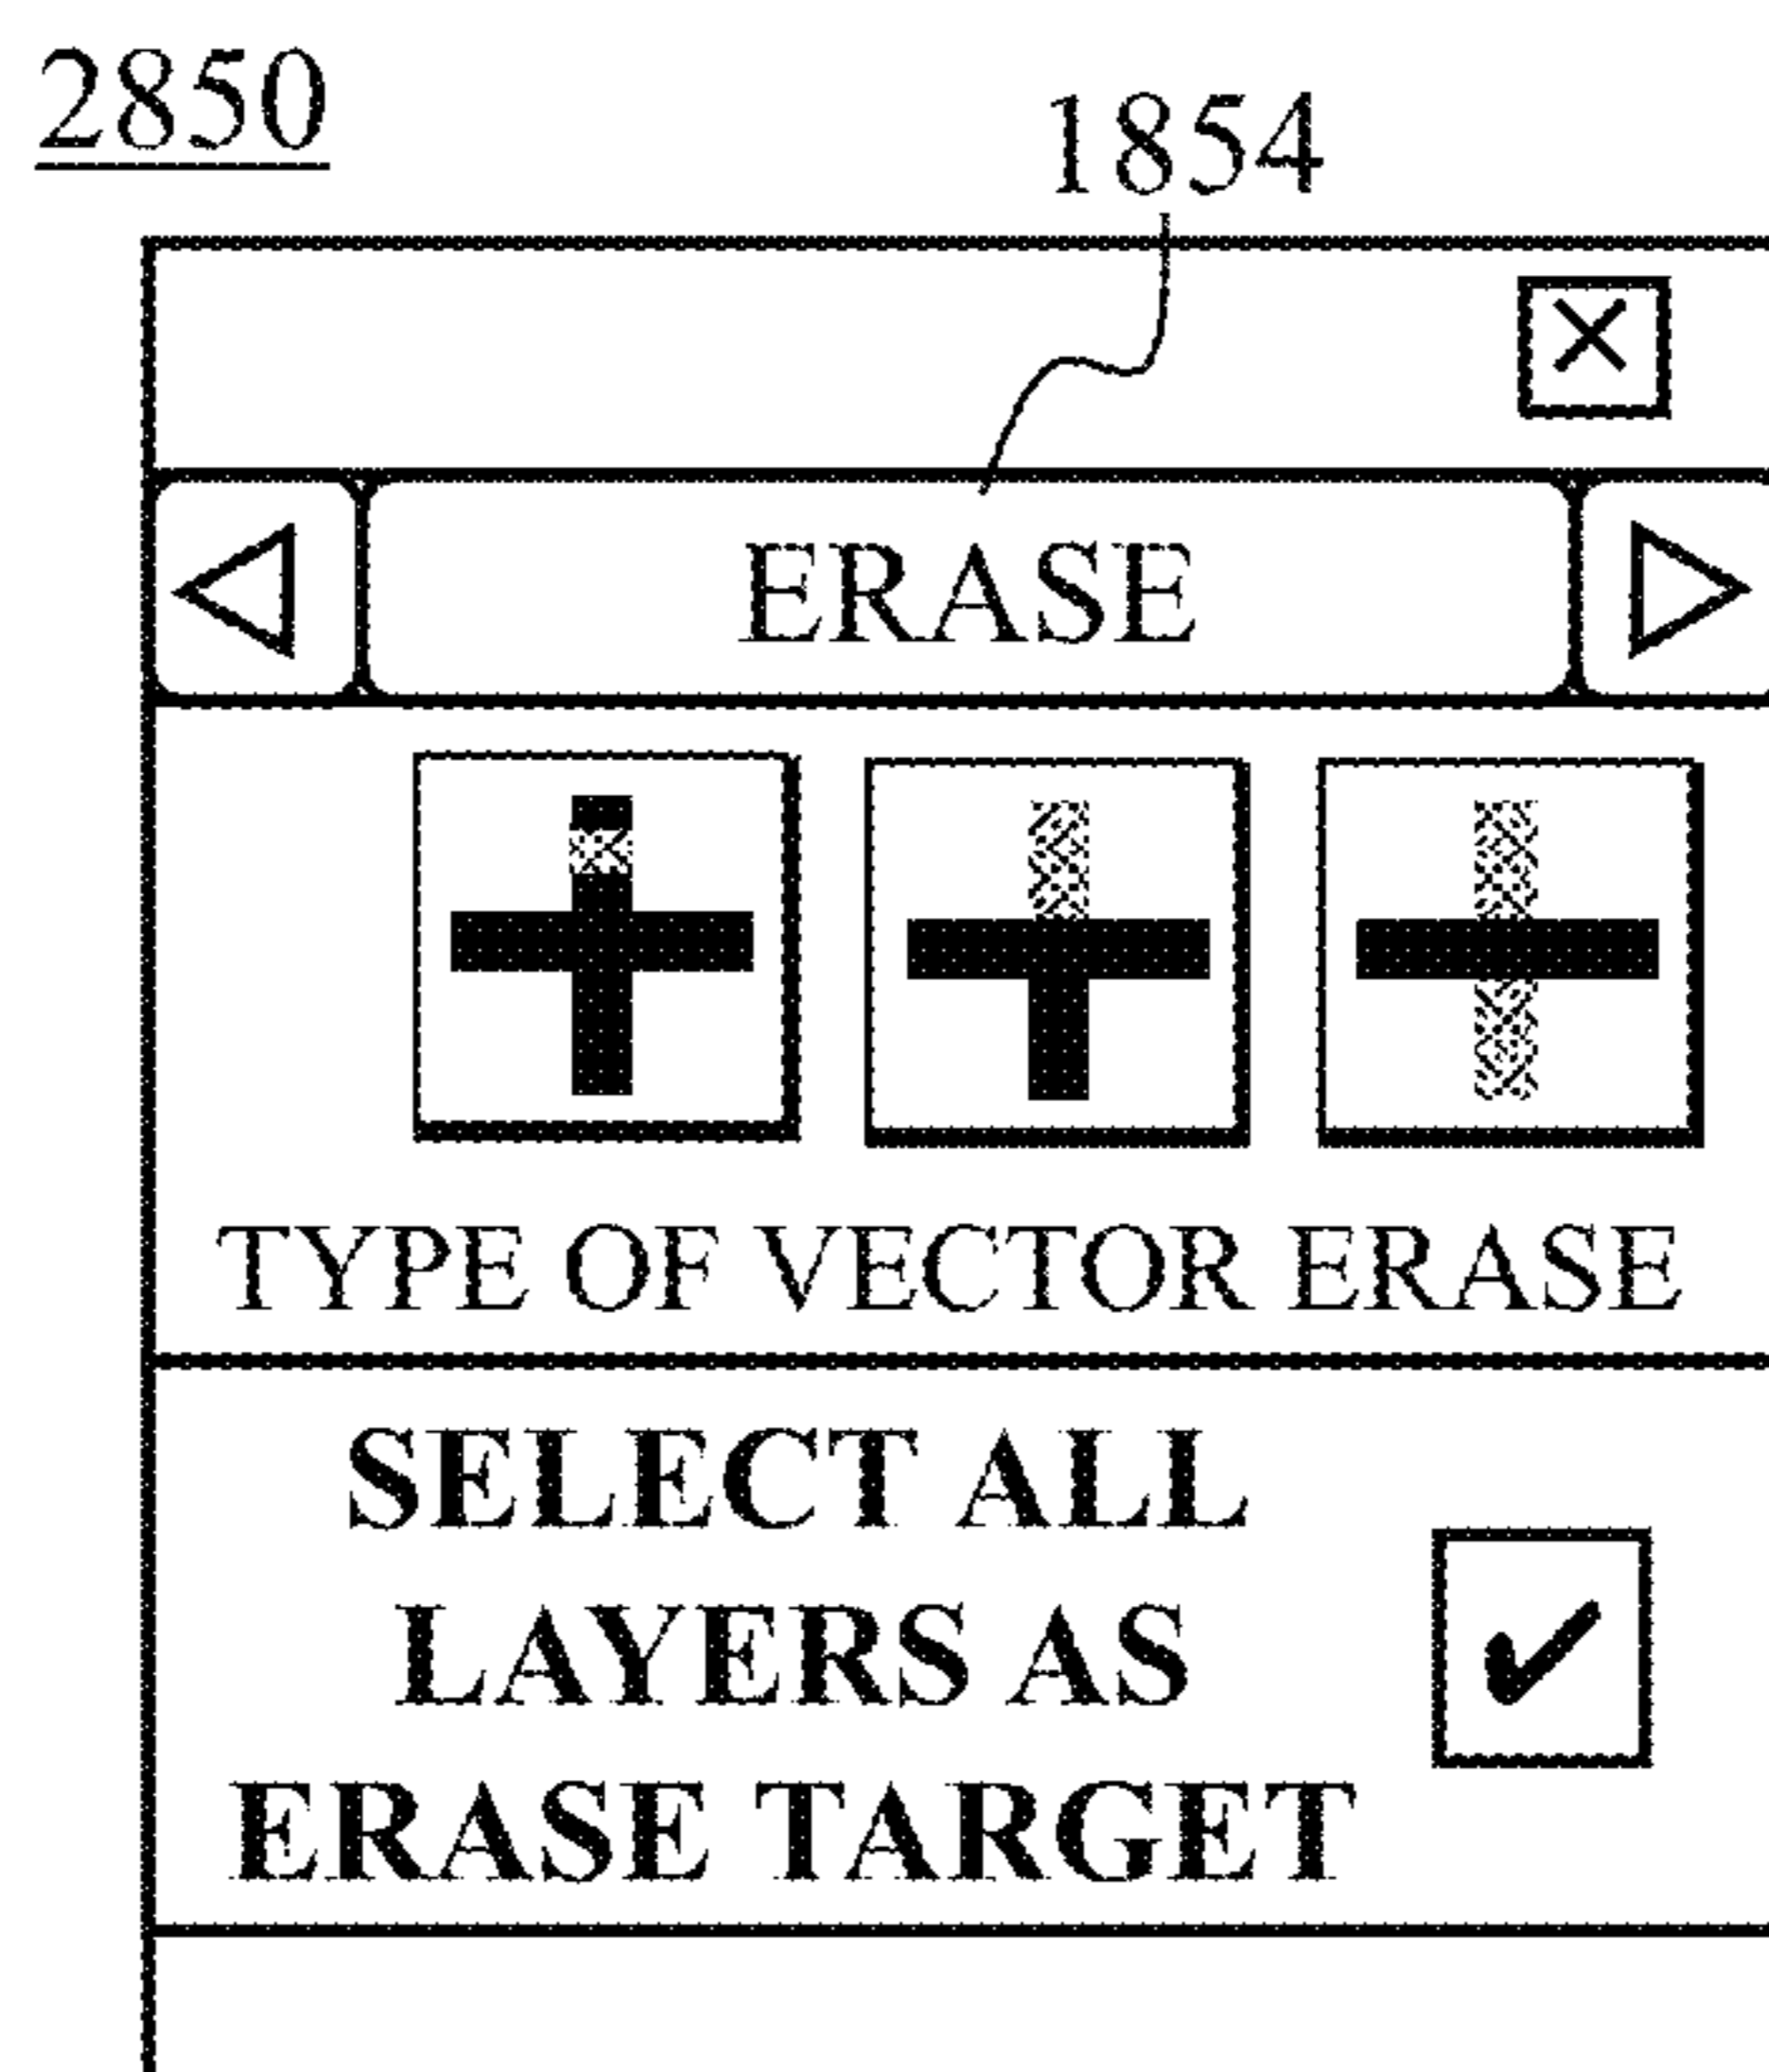 2850
1854
ERASE
TYPE OF VECTOR ERASE
SELECT ALL
LAYERS AS
ERASE TARGET